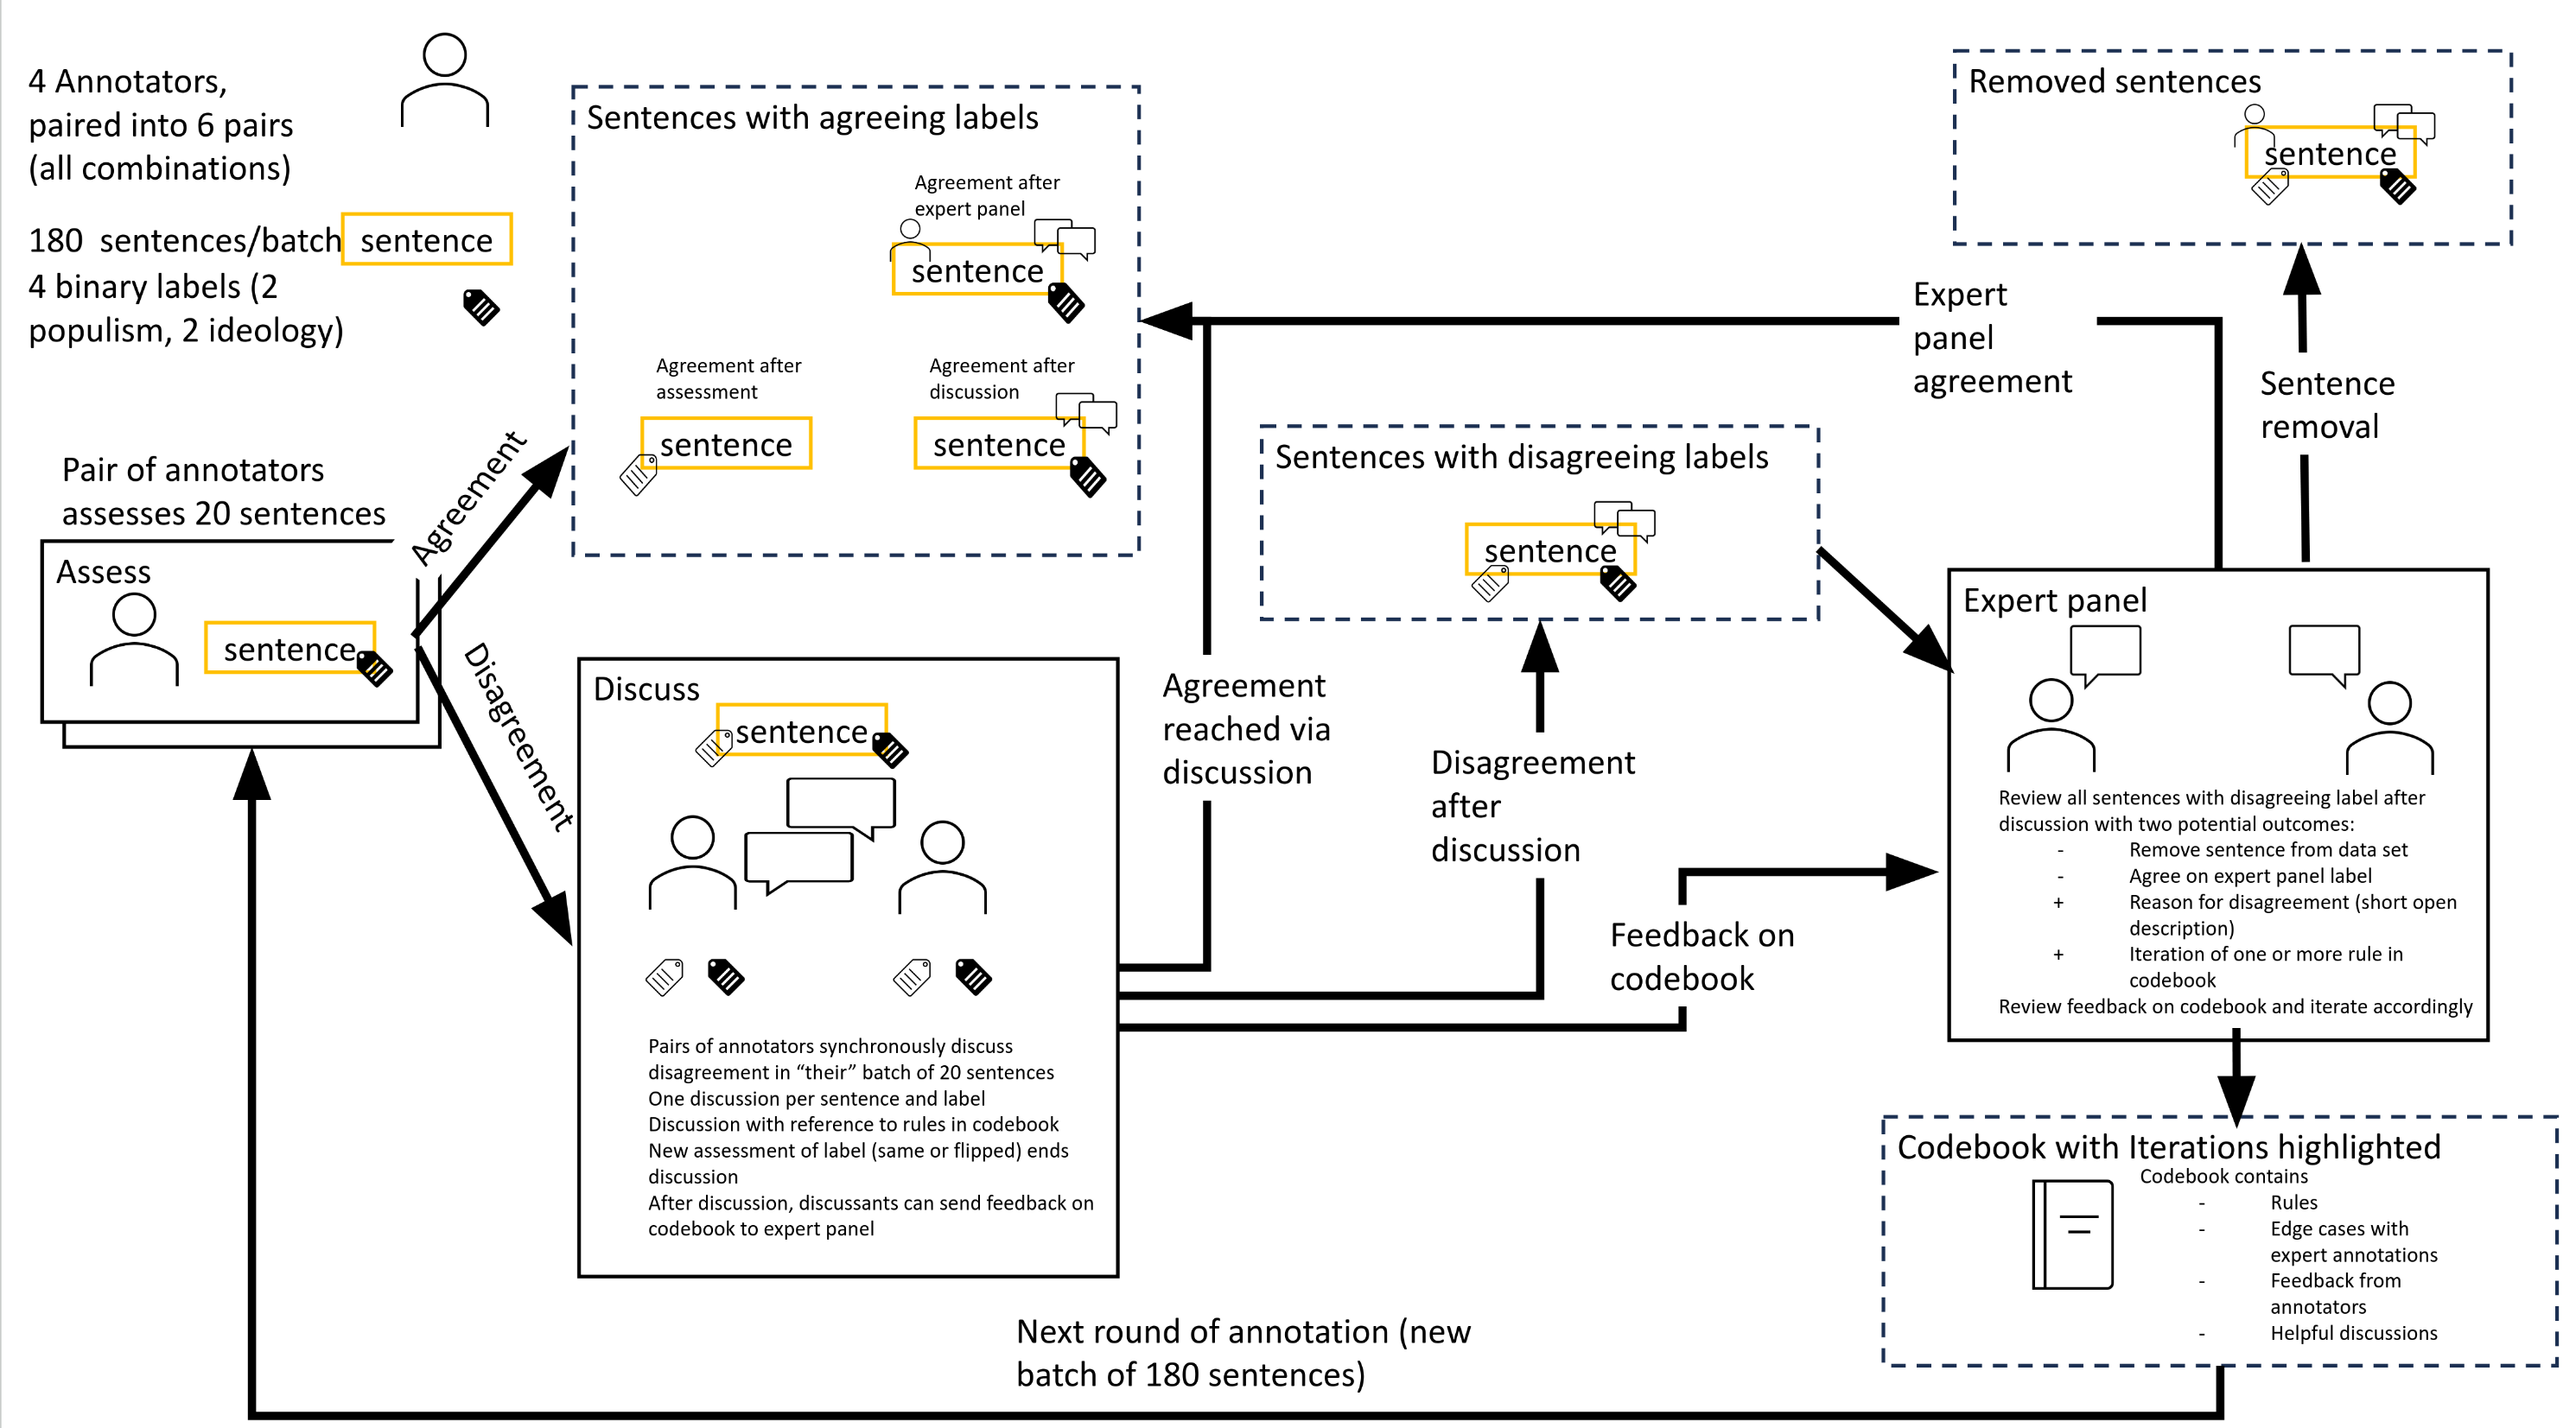 4 Annotators,
paired into 6 pairs
(all combinations)
180  sentences/batch
sentence
4 binary labels (2
populism, 2 ideology)
Pair of annotators
assesses 20 sentences
Assess
sentence
Agreement
Disagreement
Sentences with agreeing labels
Agreement after
expert panel
sentence
Agreement after
assessment
sentence
Agreement after
discussion
sentence
Discuss
sentence
Pairs of annotators synchronously discuss
disagreement in “their” batch of 20 sentences
One discussion per sentence and label
Discussion with reference to rules in codebook
New assessment of label (same or flipped) ends
discussion
After discussion, discussants can send feedback on
codebook to expert panel
Agreement
reached via
discussion
Sentences with disagreeing labels
sentence
Disagreement
after
discussion
Feedback on
codebook
Expert
panel
agreement
Removed sentences
sentence
Sentence
removal
Expert panel
Review all sentences with disagreeing label after
discussion with two potential outcomes:
- Remove sentence from data set
- Agree on expert panel label
+ Reason for disagreement (short open
description)
+ Iteration of one or more rule in
codebook
Review feedback on codebook and iterate accordingly
Codebook with Iterations highlighted
Codebook contains
- Rules
- Edge cases with
expert annotations
- Feedback from
annotators
- Helpful discussions
Next round of annotation (new
batch of 180 sentences)